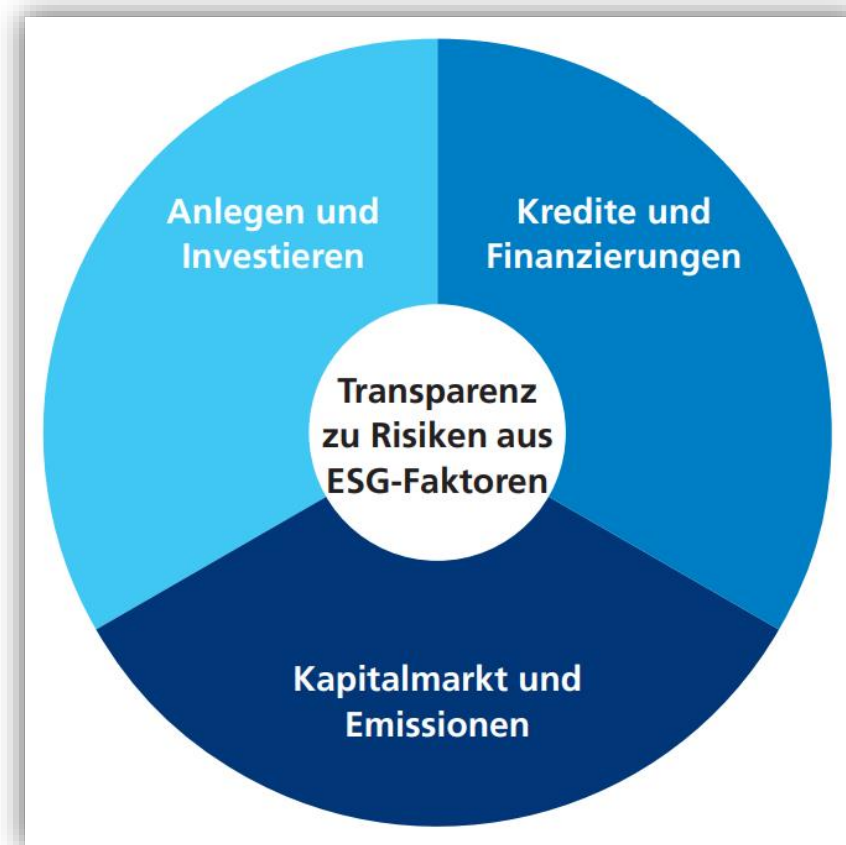 Anlegen und
Investieren
Kredite und
Finanzierungen
Transparenz
zu Risiken aus
ESG-Faktoren
Kapitalmarkt und
Emissionen